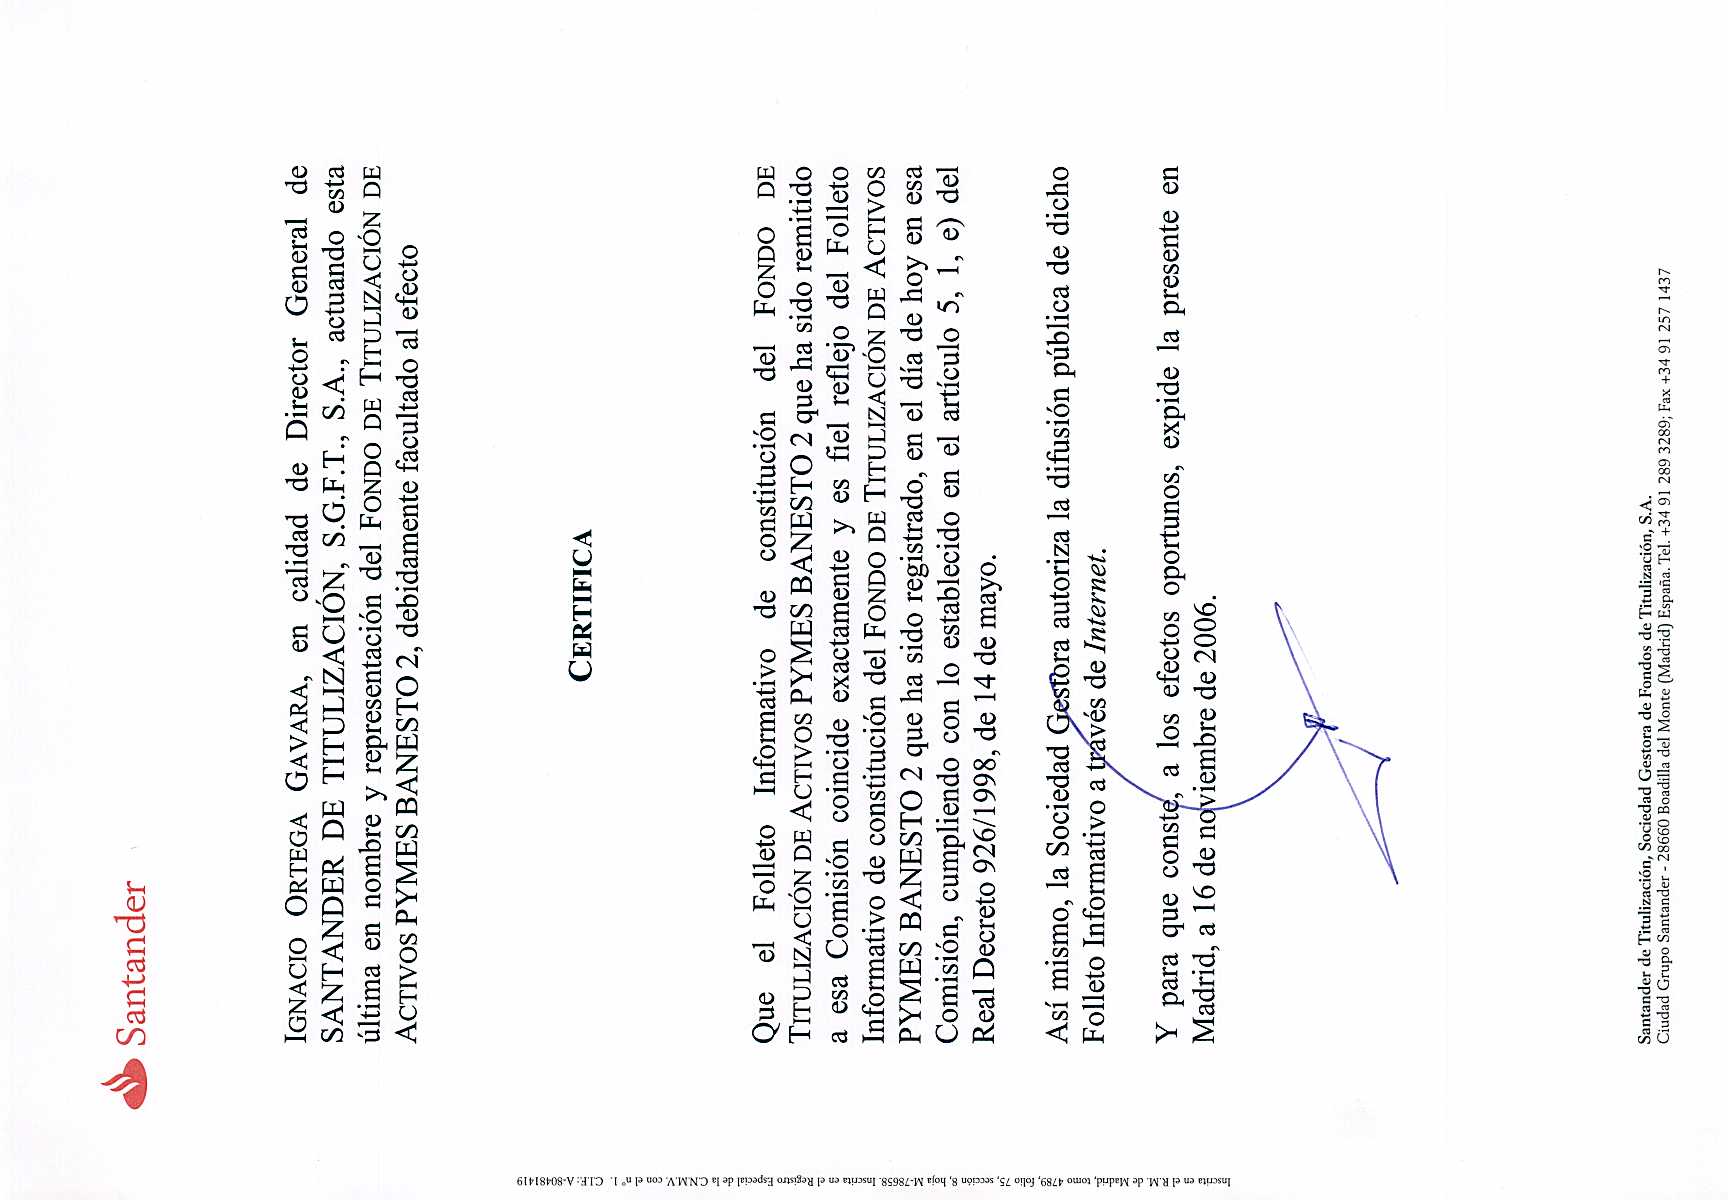 Santander
IGNACIO ORTEGA GAVARA, en calidad de Director General de
SANTANDER DE TITULIZACIÓN, S.G.F.T., S.A., actuando esta
última en nombre y representación del FONDO DE TITULIZACIÓN DE
ACTIVOS PYMES BANESTO 2, debidamente facultado al efecto
CERTIFICA
Que el Folleto Informativo de constitución del FONDO DE
TITULIZACIÓN DE ACTIVOS PYMES BANESTO 2 que ha sido remitido
a esa Comisión coincide exactamente y es fiel reflejo del Folleto
Informativo de constitución del FONDO DE TITULIZACIÓN DE ACTIVOS
PYMES BANESTO 2 que ha sido registrado, en el día de hoy en esa
Comisión, cumpliendo con lo establecido en el artículo 5, 1, e) del
Real Decreto 926/1998, de 14 de mayo.
Así mismo, la Sociedad Gestora autoriza la difusión pública de dicho
Folleto Informativo a través de Internet.
Y para que conste, a los efectos oportunos, expide la presente en
Madrid, a 16 de noviembre de 2006.
Santander de Titulización, Sociedad Gestora de Fondos de Titulización, S.A.
Ciudad Grupo Santander - 28660 Boadilla del Monte (Madrid) España. Tel. +34 91 289 3289; Fax +34 91 257 1437
Inscrita en el R.M. de Madrid, tomo 4789, folio 75, sección 8, hoja M-78658. Inscrita en el Registro Especial de la C.N.M.V. con el nº 1. C.I.F.: A-80481419